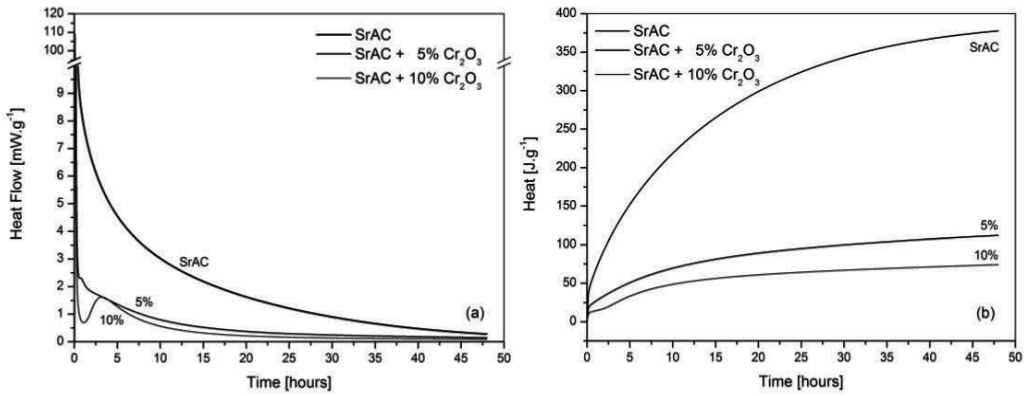 120
110
100
9
8
7
6
5
4
3
2
1
0
Heat Flow [mW.g⁻¹]
SrAC
SrAC + 5% Cr₂O₃
SrAC + 10% Cr₂O₃
SrAC
5%
10%
(a)
0 5 10 15 20 25 30 35 40 45 50
Time [hours]
400
350
300
250
200
150
100
50
0
Heat [J.g⁻¹]
SrAC
SrAC + 5% Cr₂O₃
SrAC + 10% Cr₂O₃
SrAC
5%
10%
(b)
0 5 10 15 20 25 30 35 40 45 50
Time [hours]